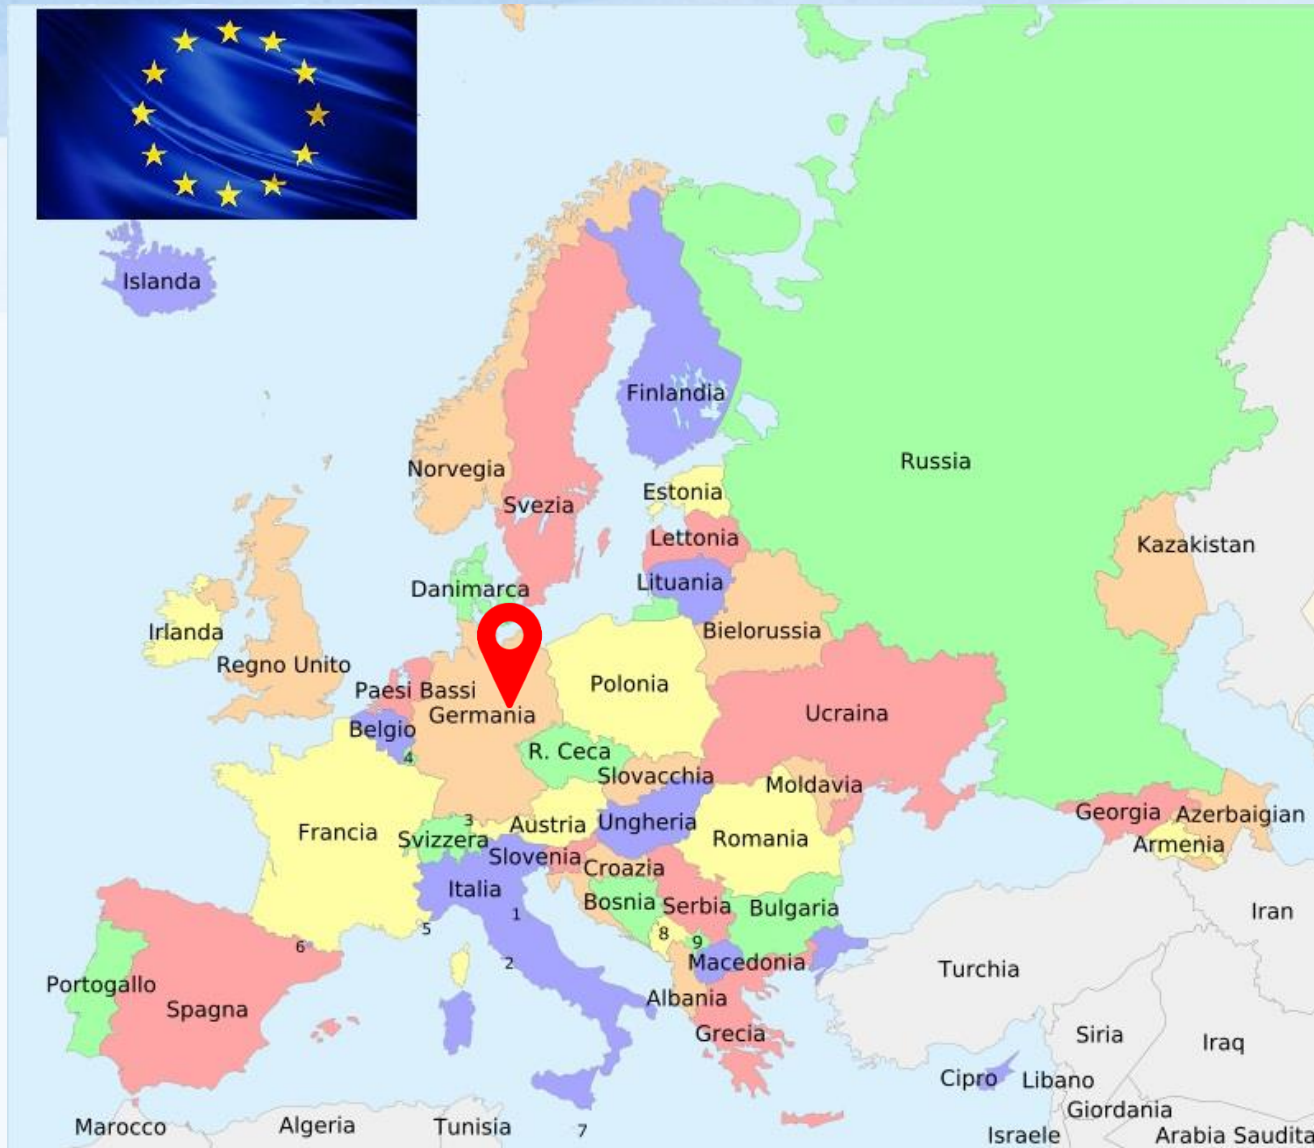 Islanda
Finlandia
Russia
Norvegia
Svezia
Estonia
Lettonia
Kazakistan
Lituania
Danimarca
Irlanda
Bielorussia
Regno Unito
Polonia
Paesi Bassi
Germania
Ucraina
Belgio
R. Ceca
4
Slovacchia
Moldavia
Georgia
Azerbaigian
3
Francia
Svizzera
Austria
Ungheria
Romania
Armenia
Slovenia
Croazia
Italia
Bosnia
Serbia
Bulgaria
Iran
1
5
8
9
6
2
Macedonia
Turchia
Portogallo
Albania
Spagna
Grecia
Siria
Iraq
Cipro
Libano
Giordania
Marocco
Algeria
Tunisia
7
Israele
Arabia Saudita